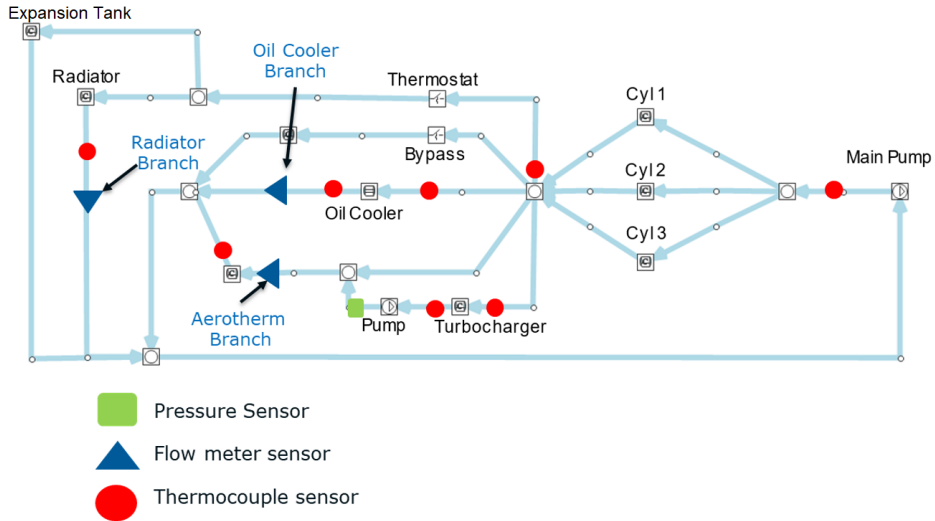 Expansion Tank
Oil Cooler
Branch
Radiator
Thermostat
Cyl 1
Radiator
Branch
Bypass
Main Pump
Cyl 2
Oil Cooler
Cyl 3
Aerotherm
Branch
Pump
Turbocharger
Pressure Sensor
Flow meter sensor
Thermocouple sensor